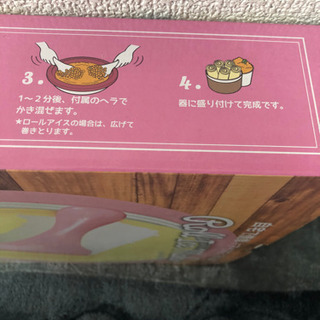 3.
1～2分後、付属のヘラで
かき混ぜます。
★ロールアイスの場合は、広げて
巻きとります。
4.
器に盛り付けて完成です。